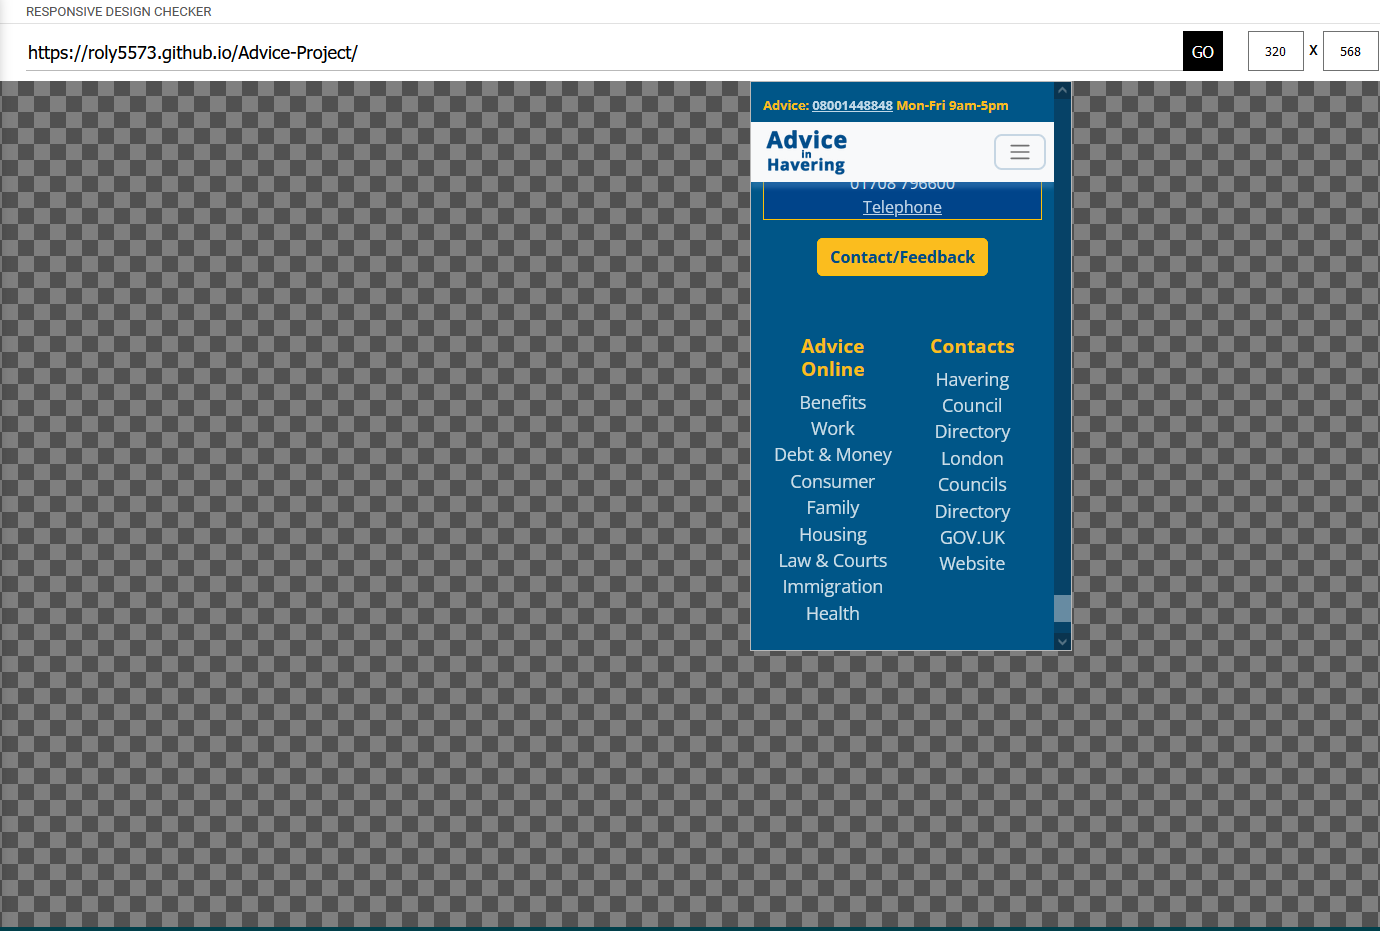 RESPONSIVE DESIGN CHECKER
https://roly5573.github.io/Advice-Project/
GO
320 X 568
Advice: 08001448848 Mon-Fri 9am-5pm
Advice
in
Havering
01708 796600
Telephone
Contact/Feedback
Advice
Online
Benefits
Work
Debt & Money
Consumer
Family
Housing
Law & Courts
Immigration
Health
Contacts
Havering
Council
Directory
London
Councils
Directory
GOV.UK
Website